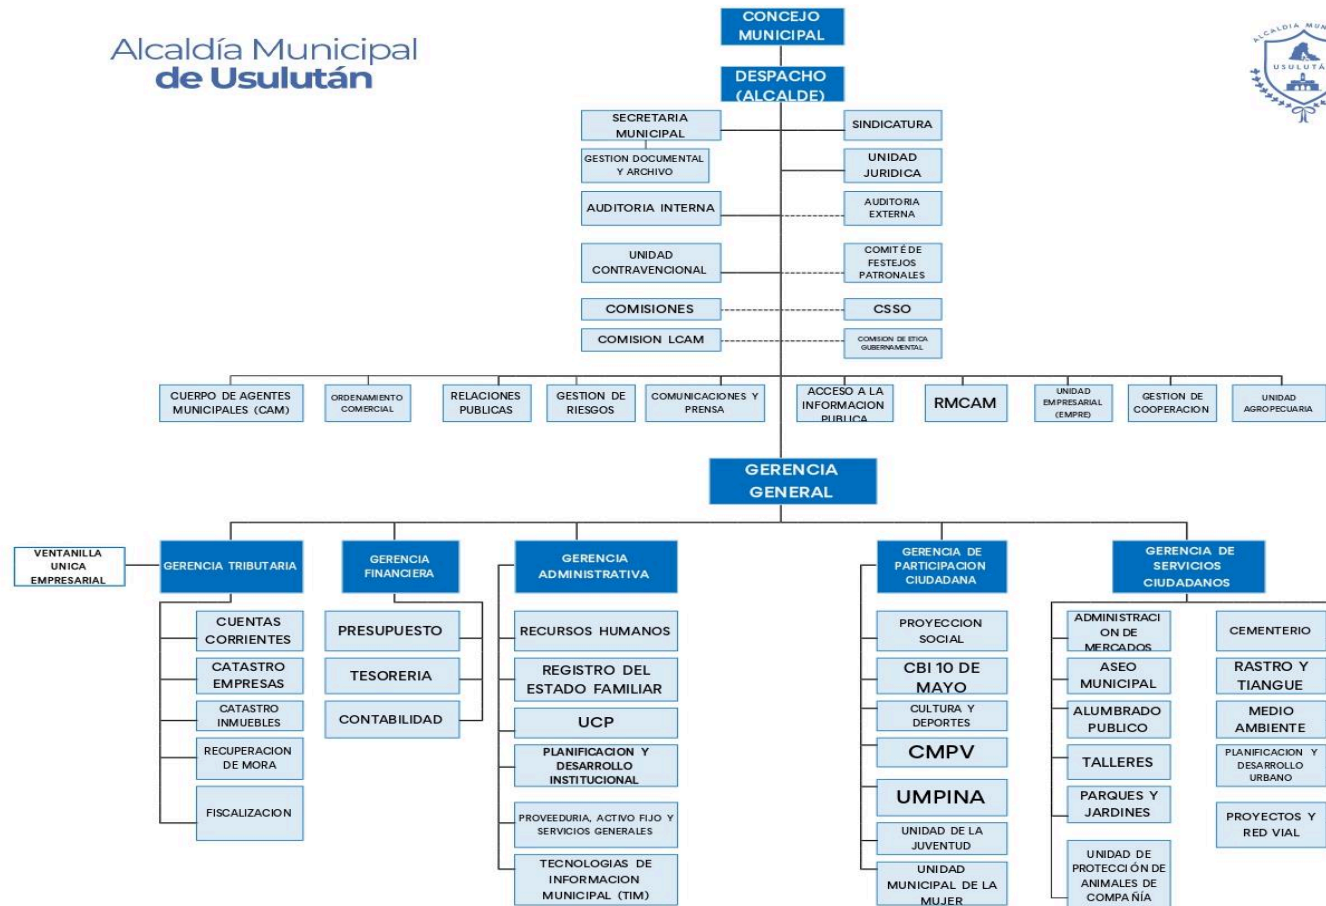 Alcaldía Municipal
de Usulután
ALCALDIA MUN
USULUTÁ
CONCEJO
MUNICIPAL
DESPACHO
(ALCALDE)
SECRETARIA
MUNICIPAL
SINDICATURA
GESTION DOCUMENTAL
Y ARCHIVO
UNIDAD
JURIDICA
AUDITORIA INTERNA
AUDITORIA
EXTERNA
UNIDAD
CONTRAVENCIONAL
COMITÉ DE
FESTEJOS
PATRONALES
COMISIONES
CSSO
COMISION LCAM
COMISION DE ETICA
GUBERNAMENTAL
CUERPO DE AGENTES
MUNICIPALES (CAM)
ORDENAMIENTO
COMERCIAL
RELACIONES
PUBLICAS
GESTION DE
RIESGOS
COMUNICACIONES Y
PRENSA
ACCESO A LA
INFORMACION
PUBLICA
RMCAM
UNIDAD
EMPRESARIAL
(EMPRE)
GESTION DE
COOPERACION
UNIDAD
AGROPECUARIA
GERENCIA
GENERAL
VENTANILLA
UNICA
EMPRESARIAL
GERENCIA TRIBUTARIA
CUENTAS
CORRIENTES
CATASTRO
EMPRESAS
CATASTRO
INMUEBLES
RECUPERACION
DE MORA
FISCALIZACION
GERENCIA
FINANCIERA
PRESUPUESTO
TESORERIA
CONTABILIDAD
GERENCIA
ADMINISTRATIVA
RECURSOS HUMANOS
REGISTRO DEL
ESTADO FAMILIAR
UCP
PLANIFICACION Y
DESARROLLO
INSTITUCIONAL
PROVEEDURIA, ACTIVO FIJO Y
SERVICIOS GENERALES
TECNOLOGIAS DE
INFORMACION
MUNICIPAL (TIM)
GERENCIA DE
PARTICIPACION
CIUDADANA
PROYECCION
SOCIAL
CBI 10 DE
MAYO
CULTURA Y
DEPORTES
CMPV
UMPINA
UNIDAD DE LA
JUVENTUD
UNIDAD
MUNICIPAL DE LA
MUJER
GERENCIA DE
SERVICIOS
CIUDADANOS
ADMINISTRACI
ON DE
MERCADOS
ASEO
MUNICIPAL
ALUMBRADO
PUBLICO
TALLERES
PARQUES Y
JARDINES
UNIDAD DE
PROTECCIÓN DE
ANIMALES DE
COMPAÑÍA
CEMENTERIO
RASTRO Y
TIANGUE
MEDIO
AMBIENTE
PLANIFICACION Y
DESARROLLO
URBANO
PROYECTOS Y
RED VIAL